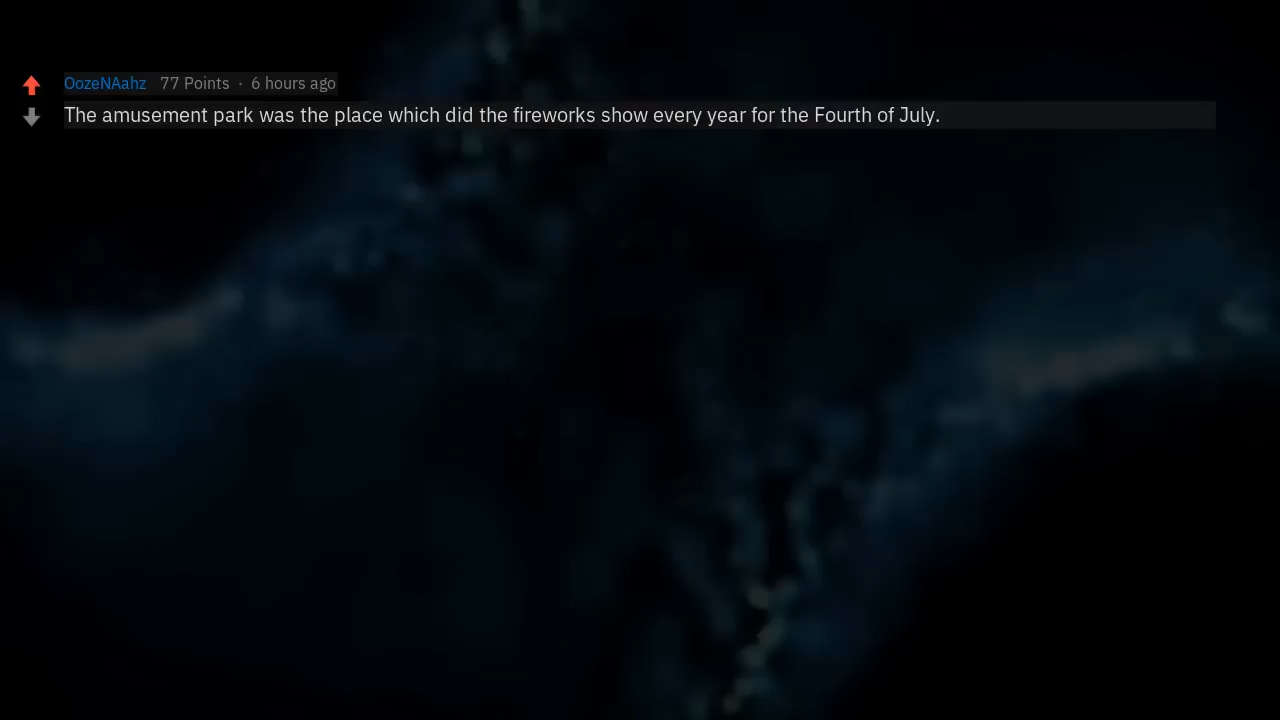 OozeNAahz 77 Points · 6 hours ago
The amusement park was the place which did the fireworks show every year for the Fourth of July.